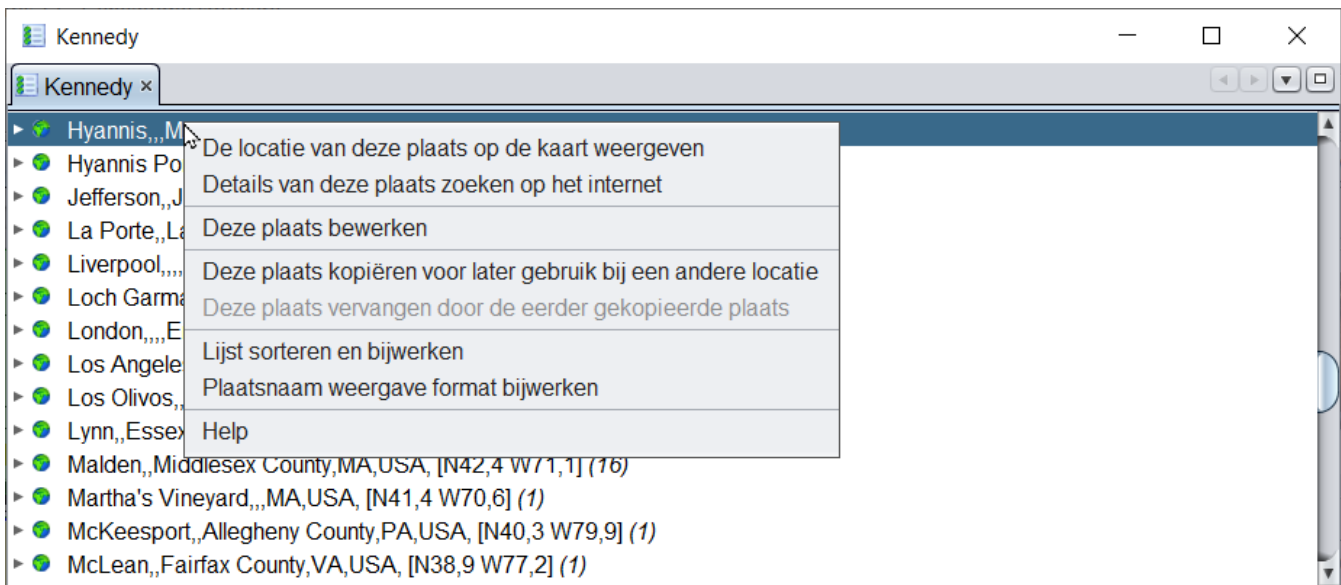 Kennedy
Kennedy ×
Hyannis,,,M
De locatie van deze plaats op de kaart weergeven
Hyannis Po
Details van deze plaats zoeken op het internet
Jefferson,,J
La Porte,,La
Deze plaats bewerken
Liverpool,,,,
Deze plaats kopiëren voor later gebruik bij een andere locatie
Loch Garma
Deze plaats vervangen door de eerder gekopieerde plaats
London,,,,E
Los Angele
Lijst sorteren en bijwerken
Los Olivos,,
Plaatsnaam weergave format bijwerken
Lynn,,Essex
Help
Malden,,Middlesex County,MA,USA, [N42,4 W71,1] (16)
Martha's Vineyard,,,MA,USA, [N41,4 W70,6] (1)
McKeesport,,Allegheny County,PA,USA, [N40,3 W79,9] (1)
McLean,,Fairfax County,VA,USA, [N38,9 W77,2] (1)